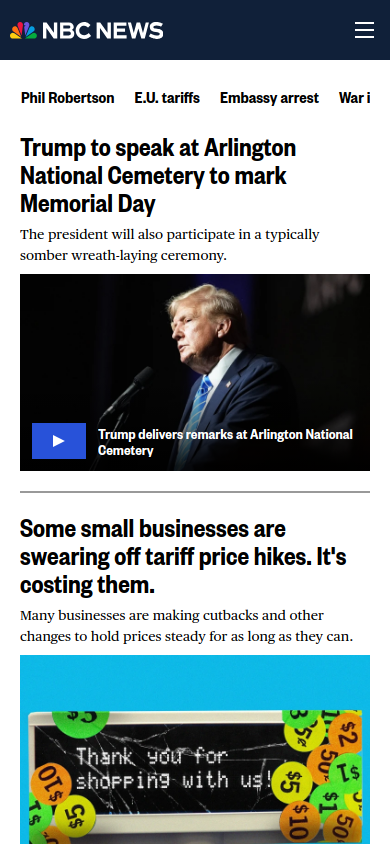 NBC NEWS
Phil Robertson E.U. tariffs Embassy arrest War i
Trump to speak at Arlington
National Cemetery to mark
Memorial Day
The president will also participate in a typically
somber wreath-laying ceremony.
Trump delivers remarks at Arlington National
Cemetery
Some small businesses are
swearing off tariff price hikes. It's
costing them.
Many businesses are making cutbacks and other
changes to hold prices steady for as long as they can.
$3
Thank you for
shopping with us!
$2
5¢
$1
10$
$5
$1
5¢
$10
50¢